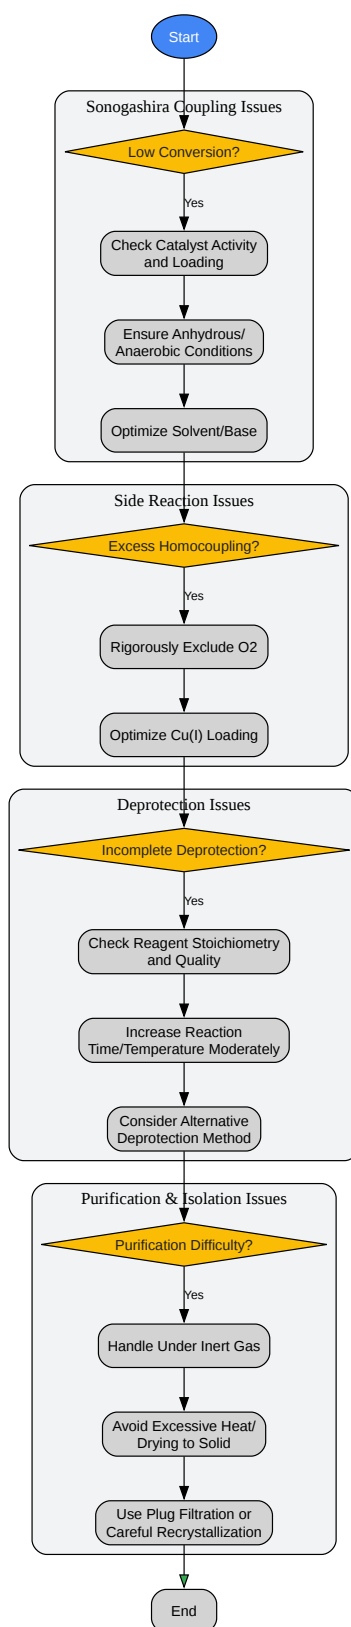 Start
Sonogashira Coupling Issues
Low Conversion?
Yes
Check Catalyst Activity
and Loading
Ensure Anhydrous/
Anaerobic Conditions
Optimize Solvent/Base
Side Reaction Issues
Excess Homocoupling?
Yes
Rigorously Exclude O2
Optimize Cu(I) Loading
Deprotection Issues
Incomplete Deprotection?
Yes
Check Reagent Stoichiometry
and Quality
Increase Reaction
Time/Temperature Moderately
Consider Alternative
Deprotection Method
Purification & Isolation Issues
Purification Difficulty?
Yes
Handle Under Inert Gas
Avoid Excessive Heat/
Drying to Solid
Use Plug Filtration or
Careful Recrystallization
End